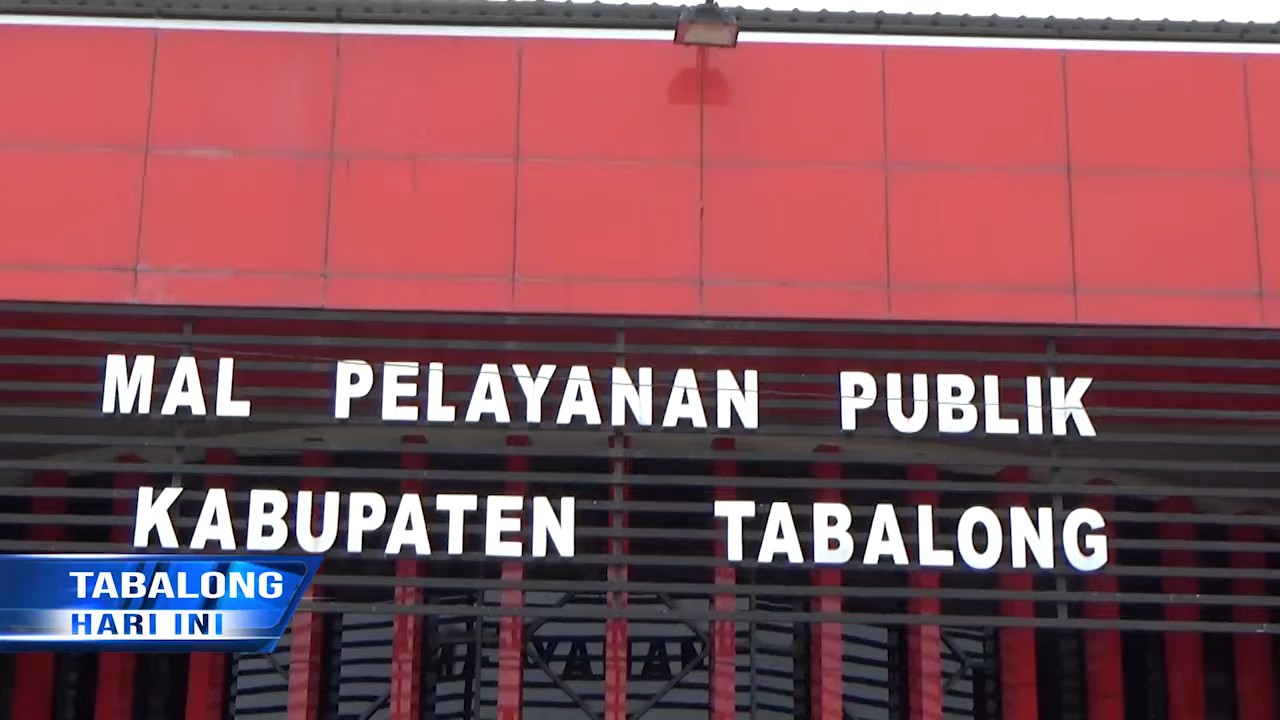 MAL PELAYANAN PUBLIK
KABUPATEN TABALONG
TABALONG
HARI INI